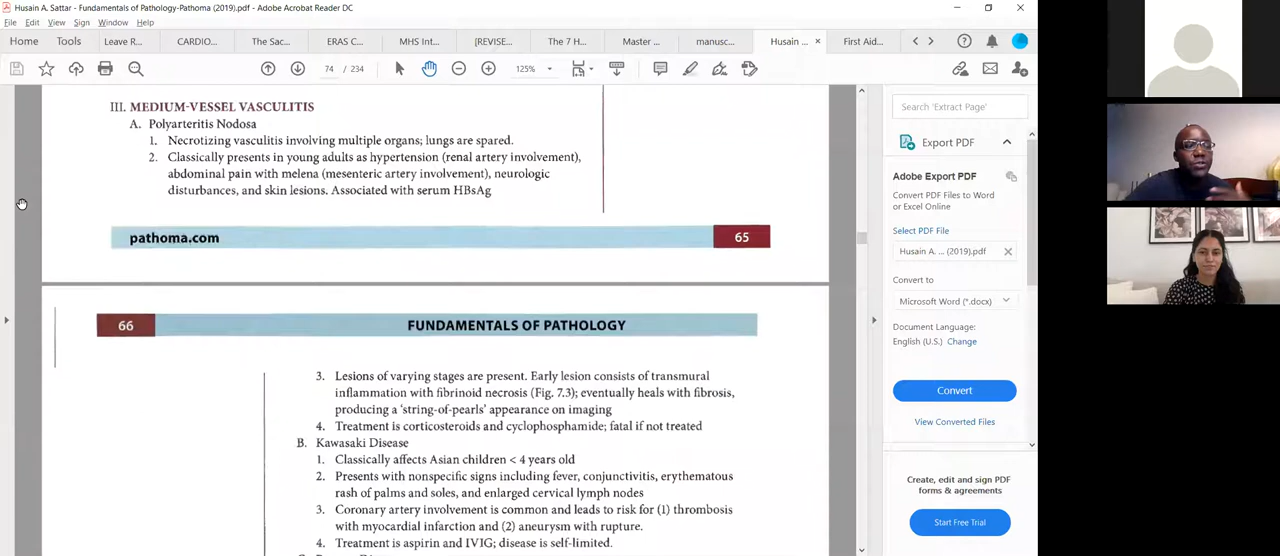 Husain A. Sattar - Fundamentals of Pathology-Pathoma (2019).pdf - Adobe Acrobat Reader DC
File Edit View Sign Window Help
Home Tools Leave R... CARDIO... The Sac... ERAS C... MHS Int... [REVISE... The 7 H... Master ... manusc... Husain ... × First Aid...
74 / 234 125%
III. MEDIUM-VESSEL VASCULITIS
A. Polyarteritis Nodosa
1. Necrotizing vasculitis involving multiple organs; lungs are spared.
2. Classically presents in young adults as hypertension (renal artery involvement),
abdominal pain with melena (mesenteric artery involvement), neurologic
disturbances, and skin lesions. Associated with serum HBsAg
pathoma.com 65
66 FUNDAMENTALS OF PATHOLOGY
3. Lesions of varying stages are present. Early lesion consists of transmural
inflammation with fibrinoid necrosis (Fig. 7.3); eventually heals with fibrosis,
producing a 'string-of-pearls' appearance on imaging
4. Treatment is corticosteroids and cyclophosphamide; fatal if not treated
B. Kawasaki Disease
1. Classically affects Asian children < 4 years old
2. Presents with nonspecific signs including fever, conjunctivitis, erythematous
rash of palms and soles, and enlarged cervical lymph nodes
3. Coronary artery involvement is common and leads to risk for (1) thrombosis
with myocardial infarction and (2) aneurysm with rupture.
4. Treatment is aspirin and IVIG; disease is self-limited.
Search 'Extract Page'
Export PDF
Adobe Export PDF
Convert PDF Files to Word
or Excel Online
Select PDF File
Husain A. ... (2019).pdf
Convert to
Microsoft Word (*.docx)
Document Language:
English (U.S.) Change
Convert
View Converted Files
Create, edit and sign PDF
forms & agreements
Start Free Trial